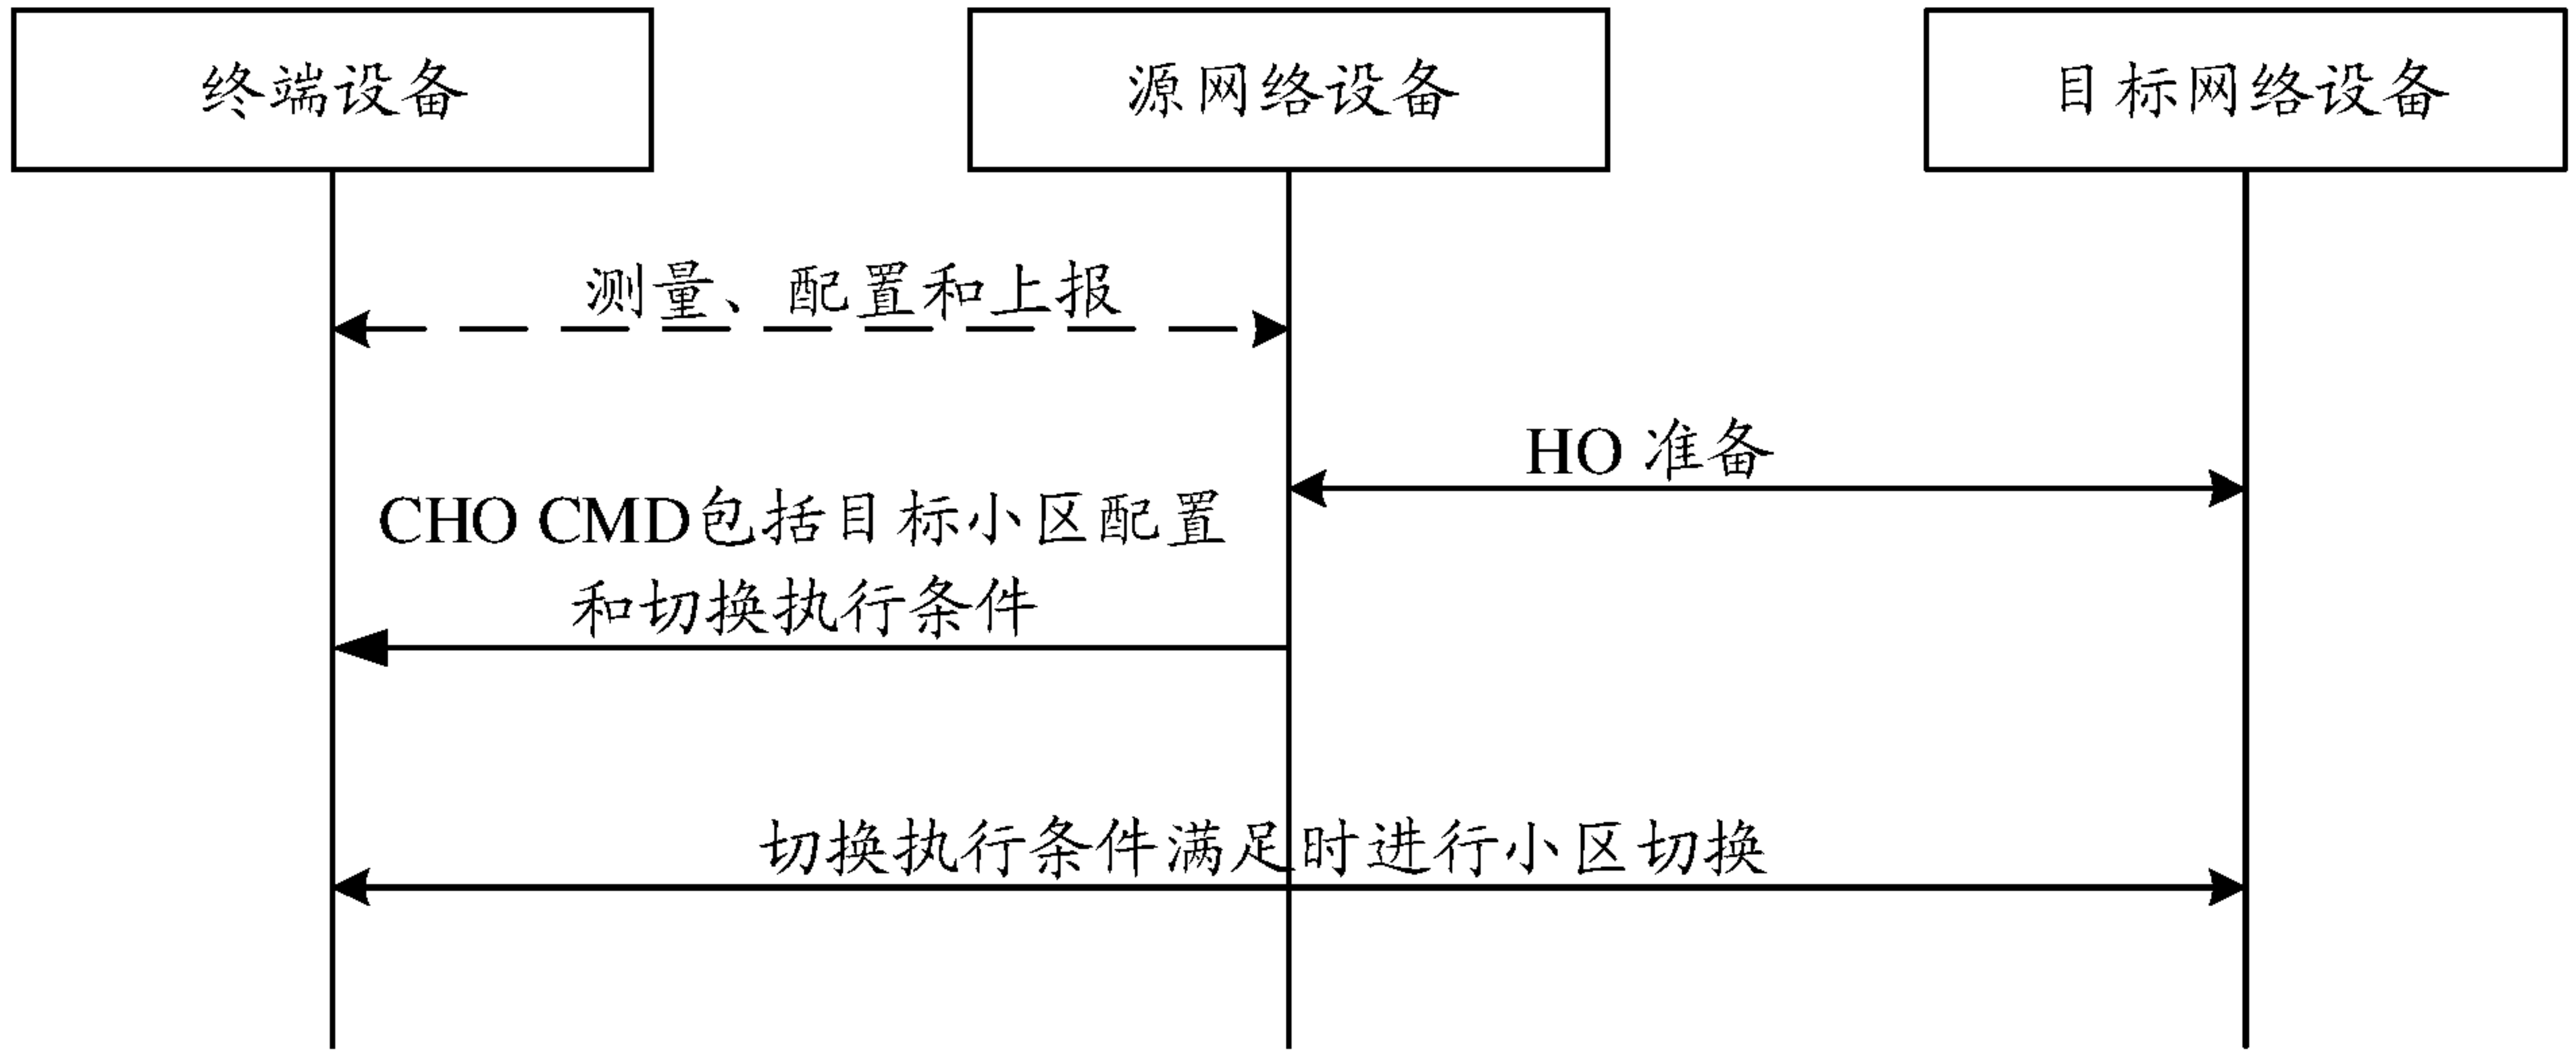 终端设备
源网络设备
目标网络设备
测量、配置和上报
HO 准备
CHO CMD包括目标小区配置
和切换执行条件
切换执行条件满足时进行小区切换